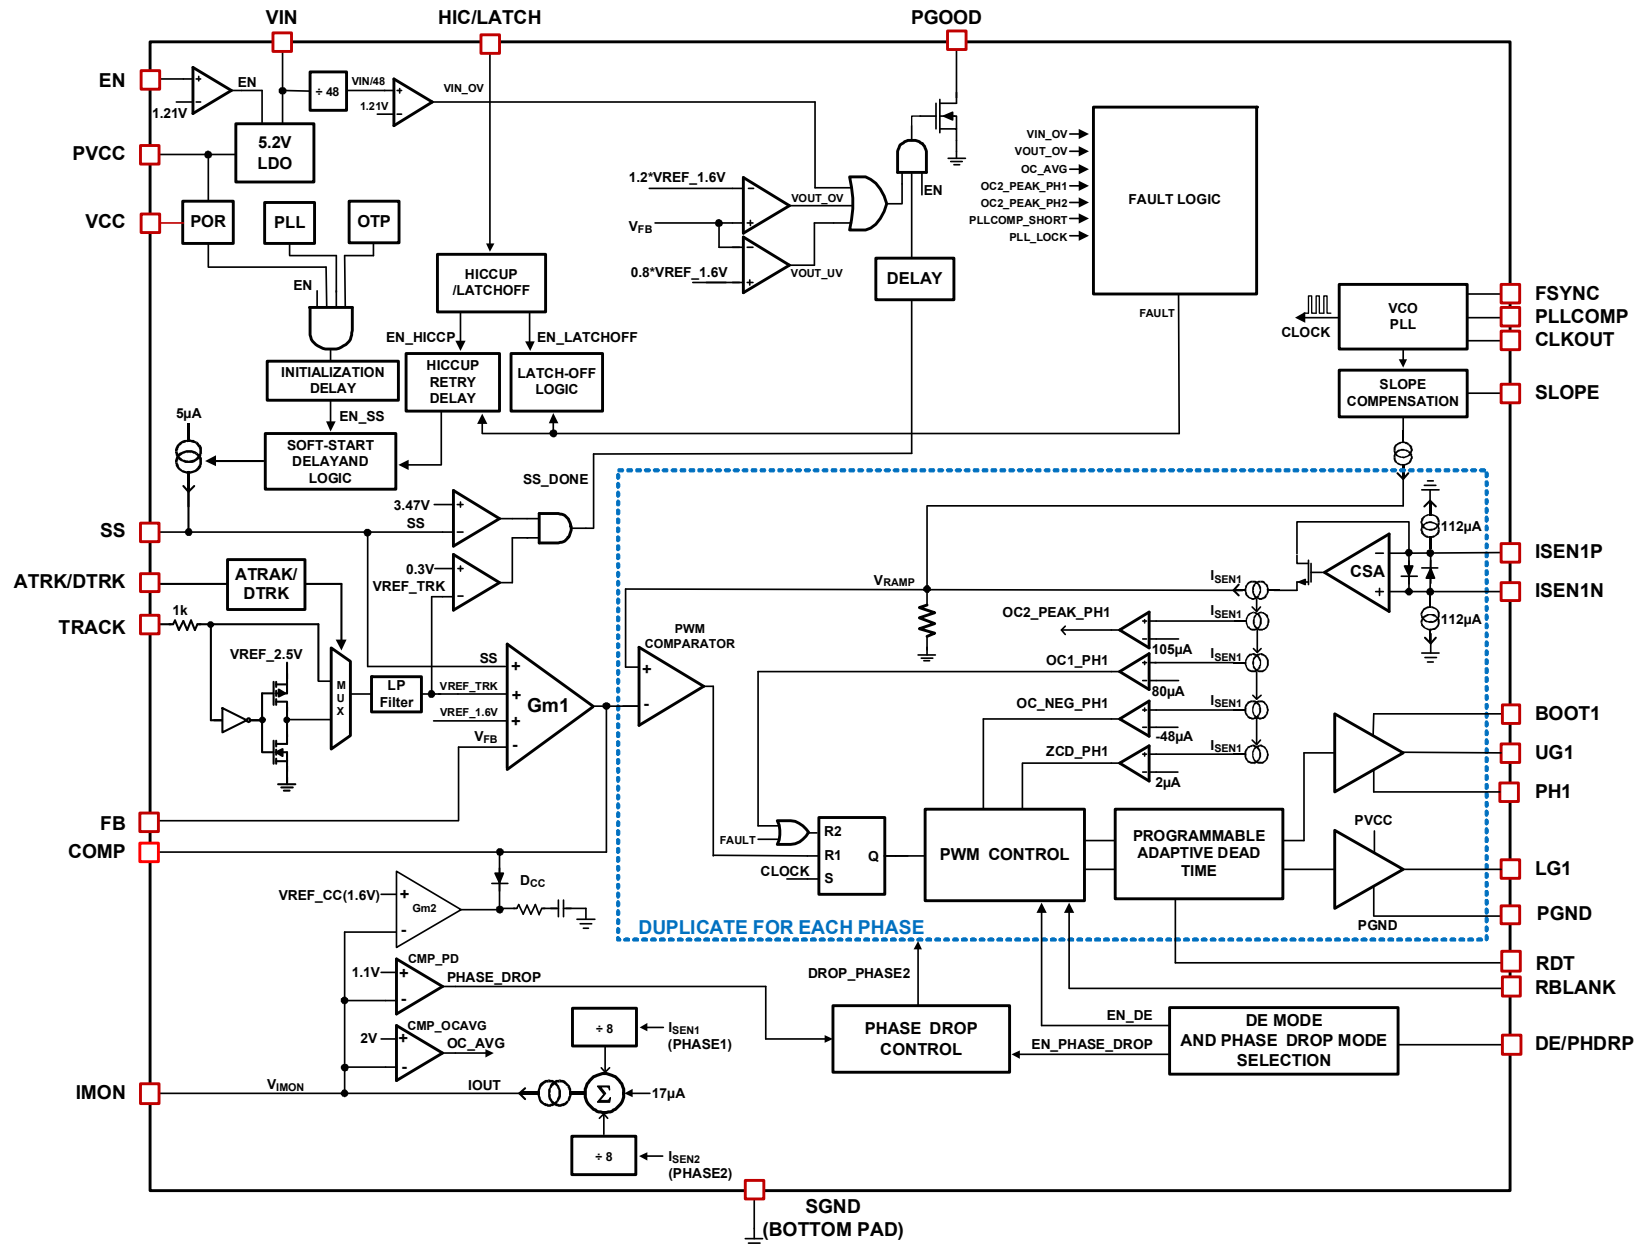 VIN
HIC/LATCH
PGOOD
EN
+
−
EN
1.21V
÷ 48
VIN/48
1.21V
+
−
VIN_OV
5.2V
LDO
PVCC
VCC
POR
PLL
OTP
EN
HICCUP
/LATCHOFF
EN_HICCP
EN_LATCHOFF
INITIALIZATION
DELAY
HICCUP
RETRY
DELAY
LATCH-OFF
LOGIC
EN_SS
5µA
SOFT-START
DELAYAND
LOGIC
1.2*VREF_1.6V
VFB
0.8*VREF_1.6V
−
+
−
+
VOUT_OV
VOUT_UV
EN
DELAY
VIN_OV
VOUT_OV
OC_AVG
OC2_PEAK_PH1
OC2_PEAK_PH2
PLLCOMP_SHORT
PLL_LOCK
FAULT LOGIC
FAULT
CLOCK
VCO
PLL
FSYNC
PLLCOMP
CLKOUT
SLOPE
COMPENSATION
SLOPE
SS_DONE
SS
3.47V
SS
+
−
0.3V
VREF_TRK
+
−
ATRK/DTRK
ATRAK/
DTRK
TRACK
1k
VREF_2.5V
M
U
X
LP
Filter
SS
VREF_TRK
VREF_1.6V
VFB
+
+
+
-
Gm1
PWM
COMPARATOR
+
-
VRAMP
ISEN1
ISEN1
ISEN1
ISEN1
ISEN1
OC2_PEAK_PH1
105µA
OC1_PH1
80µA
OC_NEG_PH1
-48µA
ZCD_PH1
2µA
CSA
−
+
112µA
112µA
ISEN1P
ISEN1N
BOOT1
UG1
PH1
PVCC
LG1
PGND
PGND
FB
COMP
FAULT
CLOCK
R2
R1
S
Q
PWM CONTROL
PROGRAMMABLE
ADAPTIVE DEAD
TIME
DUPLICATE FOR EACH PHASE
VREF_CC(1.6V)
+
-
Gm2
DCC
1.1V
+
-
CMP_PD
PHASE_DROP
2V
+
-
CMP_OCAVG
OC_AVG
IMON
VIMON
IOUT
÷ 8
ISEN1
(PHASE1)
Σ
17µA
÷ 8
ISEN2
(PHASE2)
DROP_PHASE2
PHASE DROP
CONTROL
EN_DE
EN_PHASE_DROP
DE MODE
AND PHASE DROP MODE
SELECTION
RDT
RBLANK
DE/PHDRP
SGND
(BOTTOM PAD)